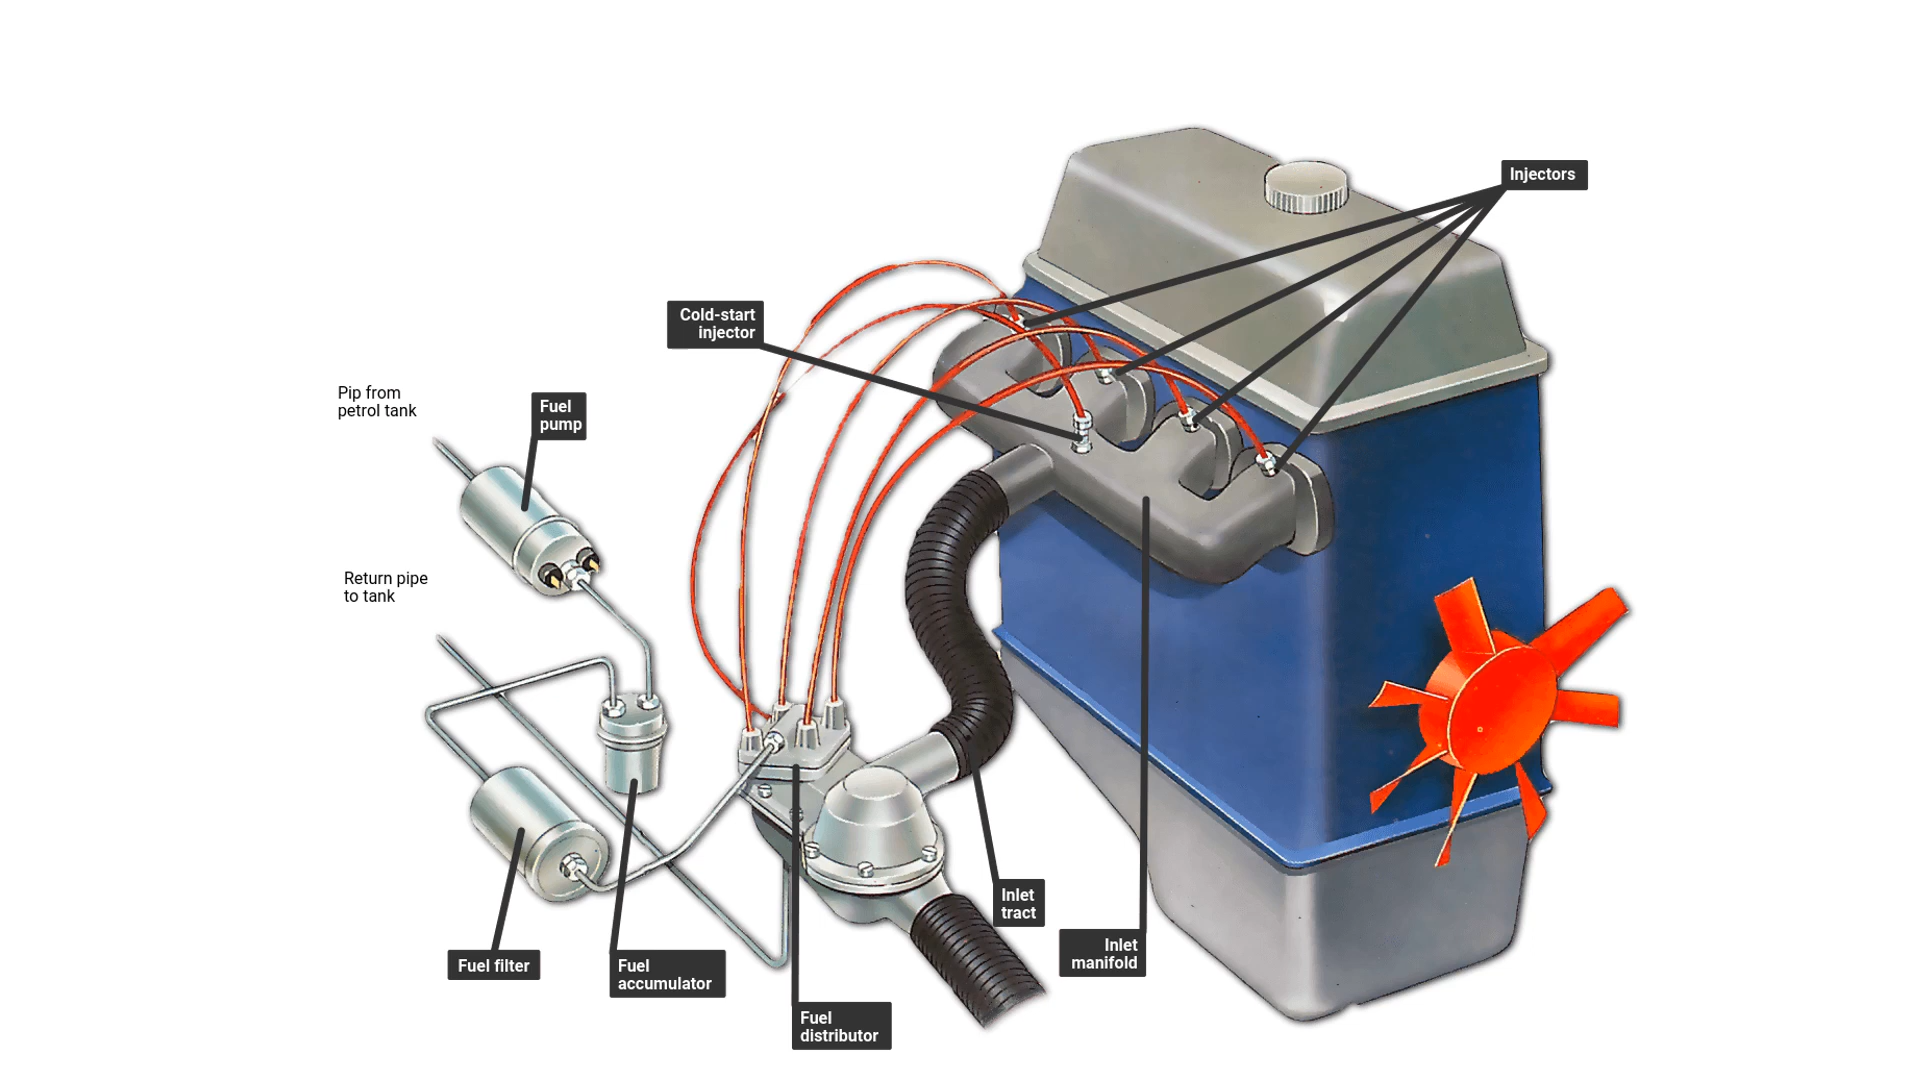 Injectors
Cold-start
injector
Pip from
petrol tank
Fuel
pump
Return pipe
to tank
Inlet
tract
Inlet
manifold
Fuel filter
Fuel
accumulator
Fuel
distributor